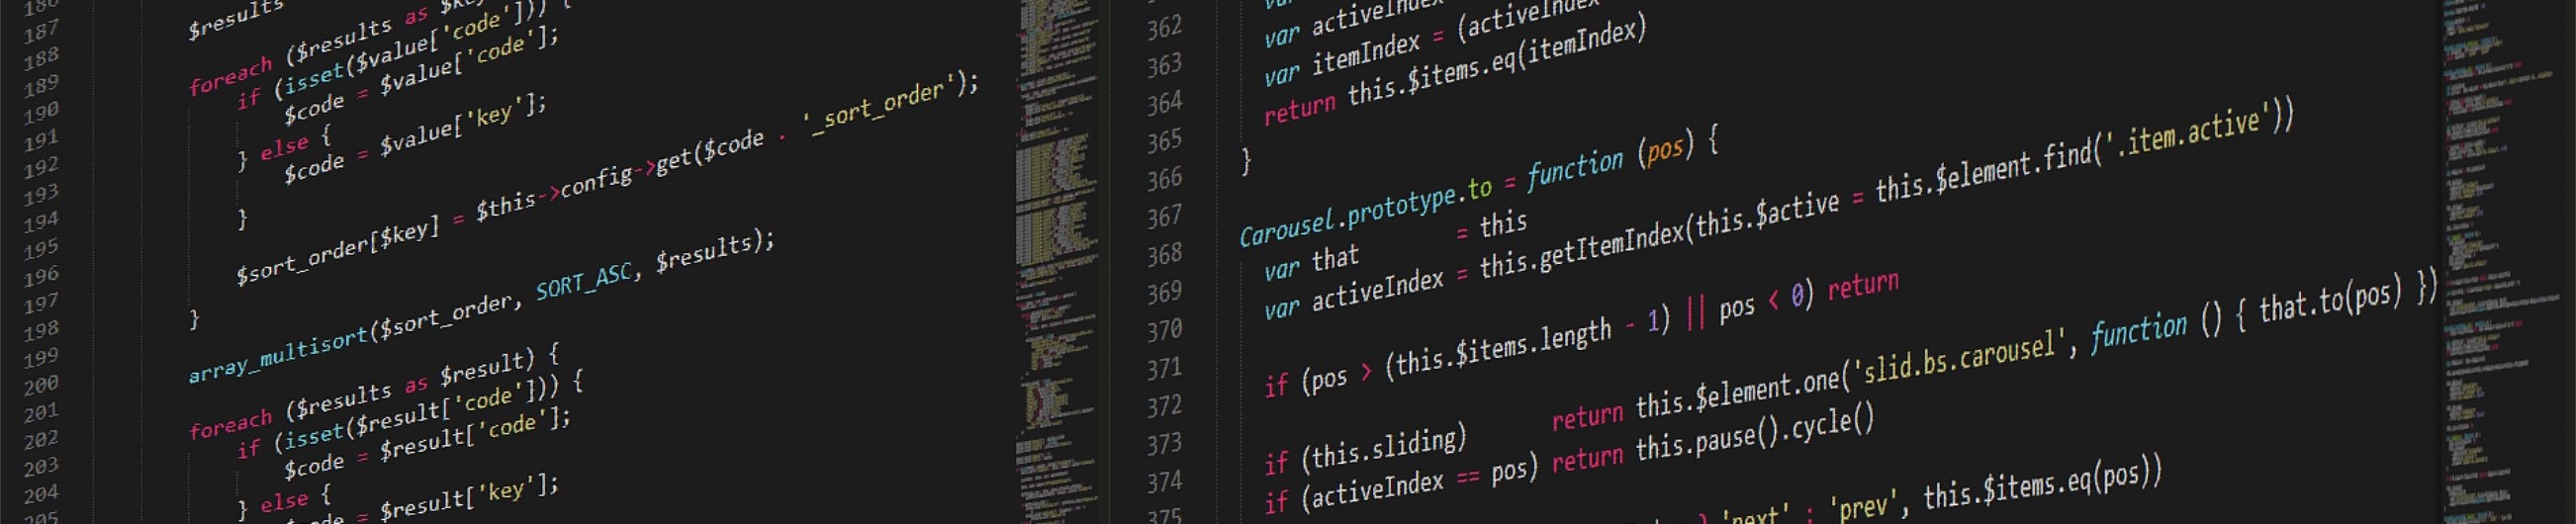 186
187 $results
188
189 foreach ($results as
190 if (isset($value['code'])) {
191 $code = $value['code'];
192 } else {
193 $code = $value['key'];
194 }
195
196 $sort_order[$key] = $this->config->get($code . '_sort_order');
197 }
198
199 array_multisort($sort_order, SORT_ASC, $results);
200
201 foreach ($results as $result) {
202 if (isset($result['code'])) {
203 $code = $result['code'];
204 } else {
205 = $result['key'];
var
var activeIndex
362 var itemIndex = (activeIndex
363 return this.$items.eq(itemIndex)
364 }
365
366 Carousel.prototype.to = function (pos) {
367 var that = this
368 var activeIndex = this.getItemIndex(this.$active = this.$element.find('.item.active'))
369
370 if (pos > (this.$items.length - 1) || pos < 0) return
371
372 if (this.sliding) return this.$element.one('slid.bs.carousel', function () { that.to(pos) })
373 if (activeIndex == pos) return this.pause().cycle()
374
375 'next' : 'prev', this.$items.eq(pos))